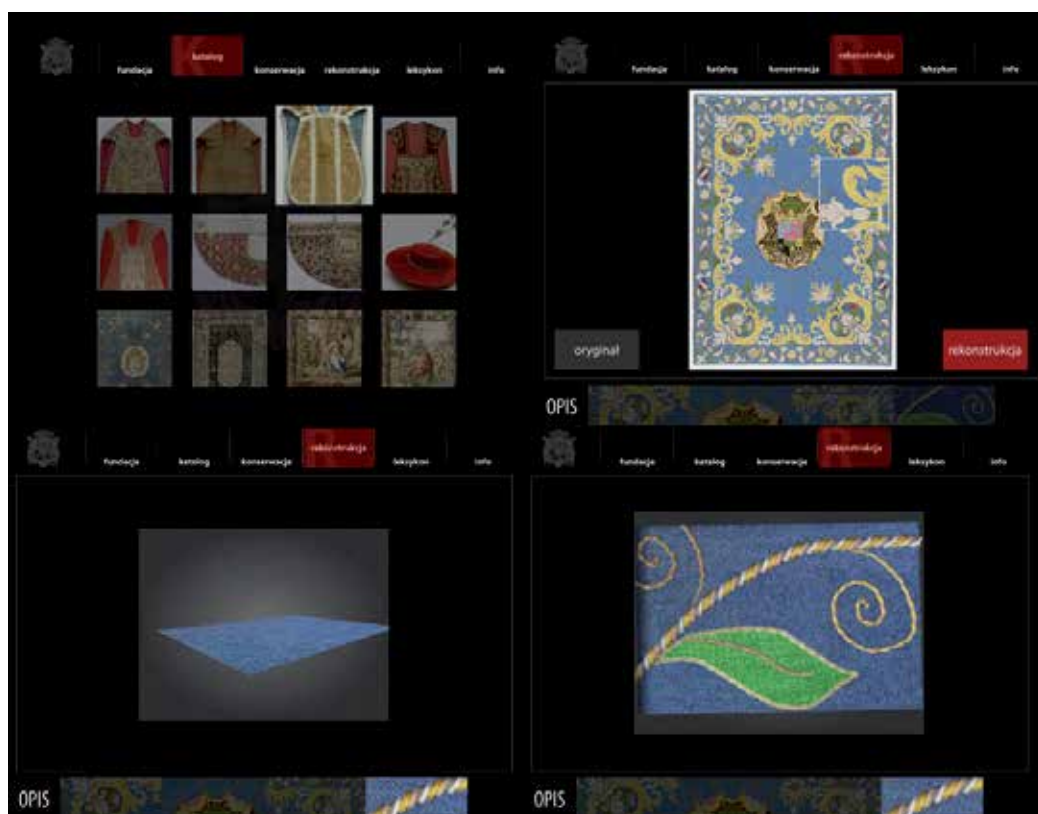 fundacja katalog konserwacja rekonstrukcja leksykon info
fundacja katalog konserwacja rekonstrukcja leksykon info
oryginał rekonstrukcja
OPIS
fundacja katalog konserwacja rekonstrukcja leksykon info
fundacja katalog konserwacja rekonstrukcja leksykon info
OPIS OPIS